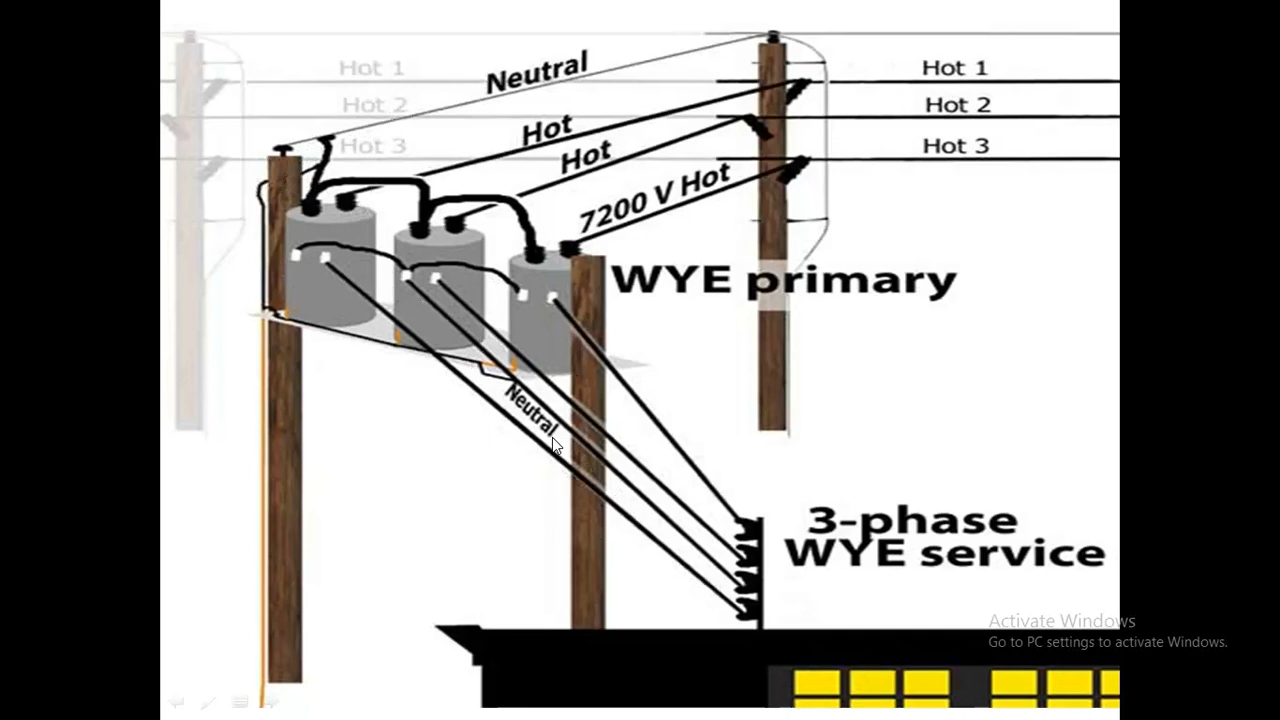 Neutral
Hot 1
Hot 1
Hot 2
Hot 2
Hot
Hot
Hot 3
Hot 3
7200 V Hot
WYE primary
Neutral
3-phase
WYE service
Activate Windows
Go to PC settings to activate Windows.